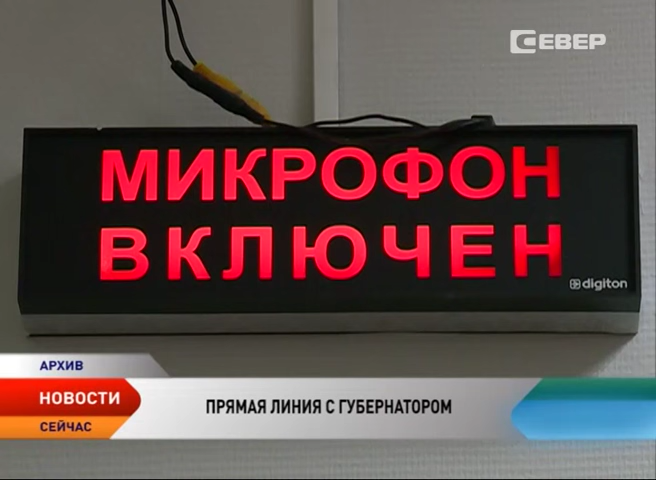 СЕВЕР
МИКРОФОН
ВКЛЮЧЕН
digiton
АРХИВ
НОВОСТИ
СЕЙЧАС
ПРЯМАЯ ЛИНИЯ С ГУБЕРНАТОРОМ